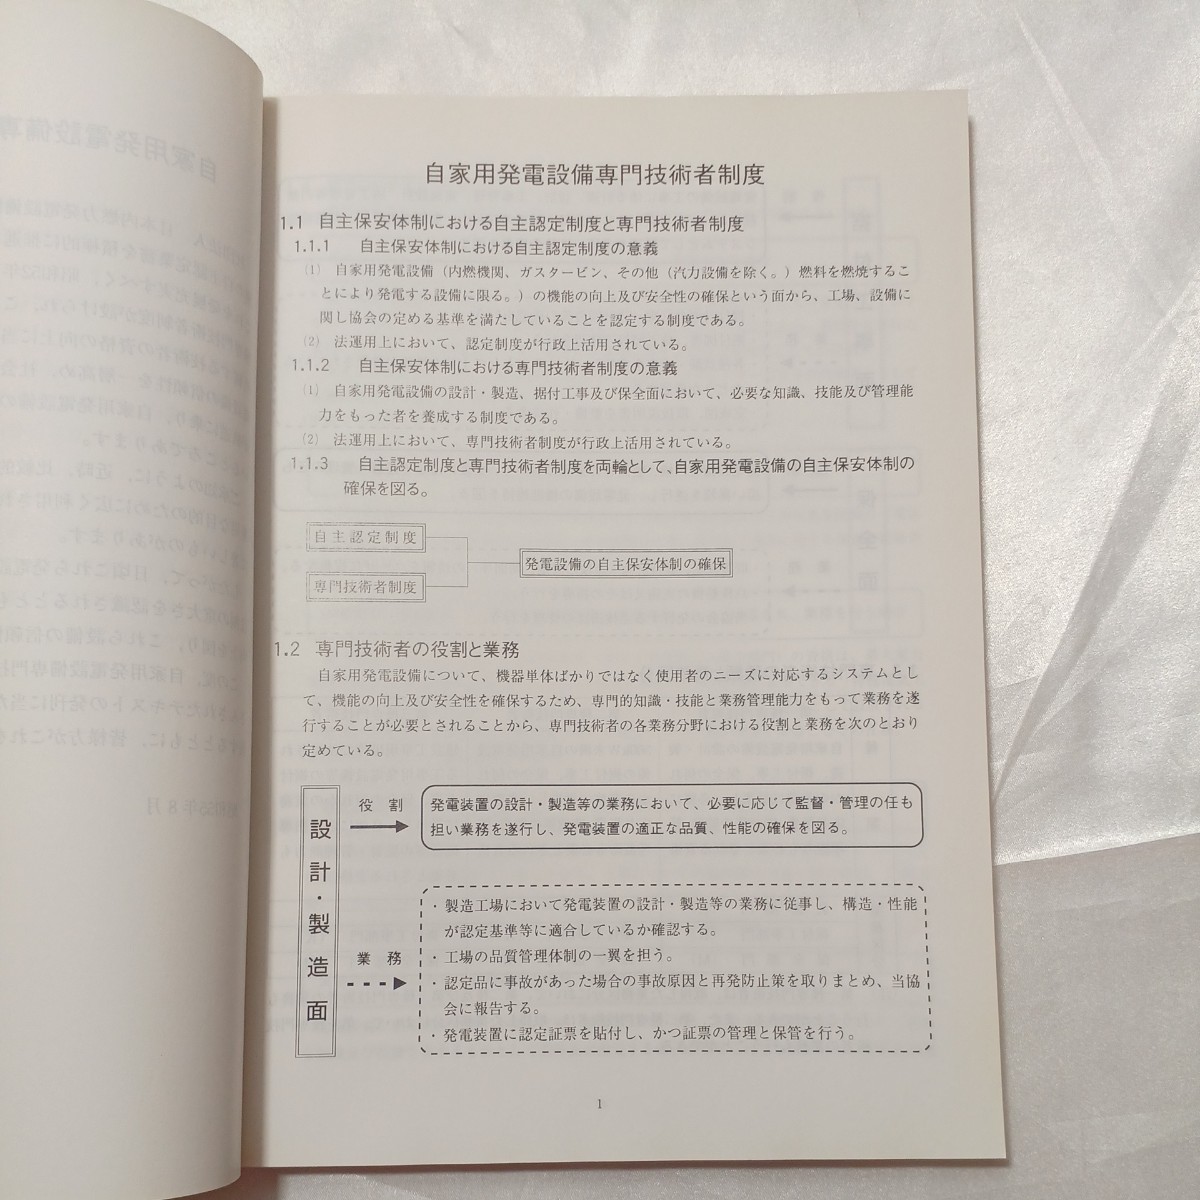 自家用発電設備専門技術者制度
1.1 自主保安体制における自主認定制度と専門技術者制度
1.1.1 自主保安体制における自主認定制度の意義
(1) 自家用発電設備（内燃機関、ガスタービン、その他（汽力設備を除く。）燃料を燃焼するこ
とにより発電する設備に限る。）の機能の向上及び安全性の確保という面から、工場、設備に
関し協会の定める基準を満たしていることを認定する制度である。
(2) 法運用上において、認定制度が行政上活用されている。
1.1.2 自主保安体制における専門技術者制度の意義
(1) 自家用発電設備の設計・製造、据付工事及び保全面において、必要な知識、技能及び管理能
力をもった者を養成する制度である。
(2) 法運用上において、専門技術者制度が行政上活用されている。
1.1.3 自主認定制度と専門技術者制度を両輪として、自家用発電設備の自主保安体制の
確保を図る。
自主認定制度
発電設備の自主保安体制の確保
専門技術者制度
1.2 専門技術者の役割と業務
自家用発電設備について、機器単体ばかりではなく使用者のニーズに対応するシステムとし
て、機能の向上及び安全性を確保するため、専門的知識・技能と業務管理能力をもって業務を遂
行することが必要とされることから、専門技術者の各業務分野における役割と業務を次のとおり
定めている。
設計・製造面
役割
発電装置の設計・製造等の業務において、必要に応じて監督・管理の任も
担い業務を遂行し、発電装置の適正な品質、性能の確保を図る。
業務
・製造工場において発電装置の設計・製造等の業務に従事し、構造・性能
が認定基準等に適合しているか確認する。
・工場の品質管理体制の一翼を担う。
・認定品に事故があった場合の事故原因と再発防止策を取りまとめ、当協
会に報告する。
・発電装置に認定証票を貼付し、かつ証票の管理と保管を行う。
1